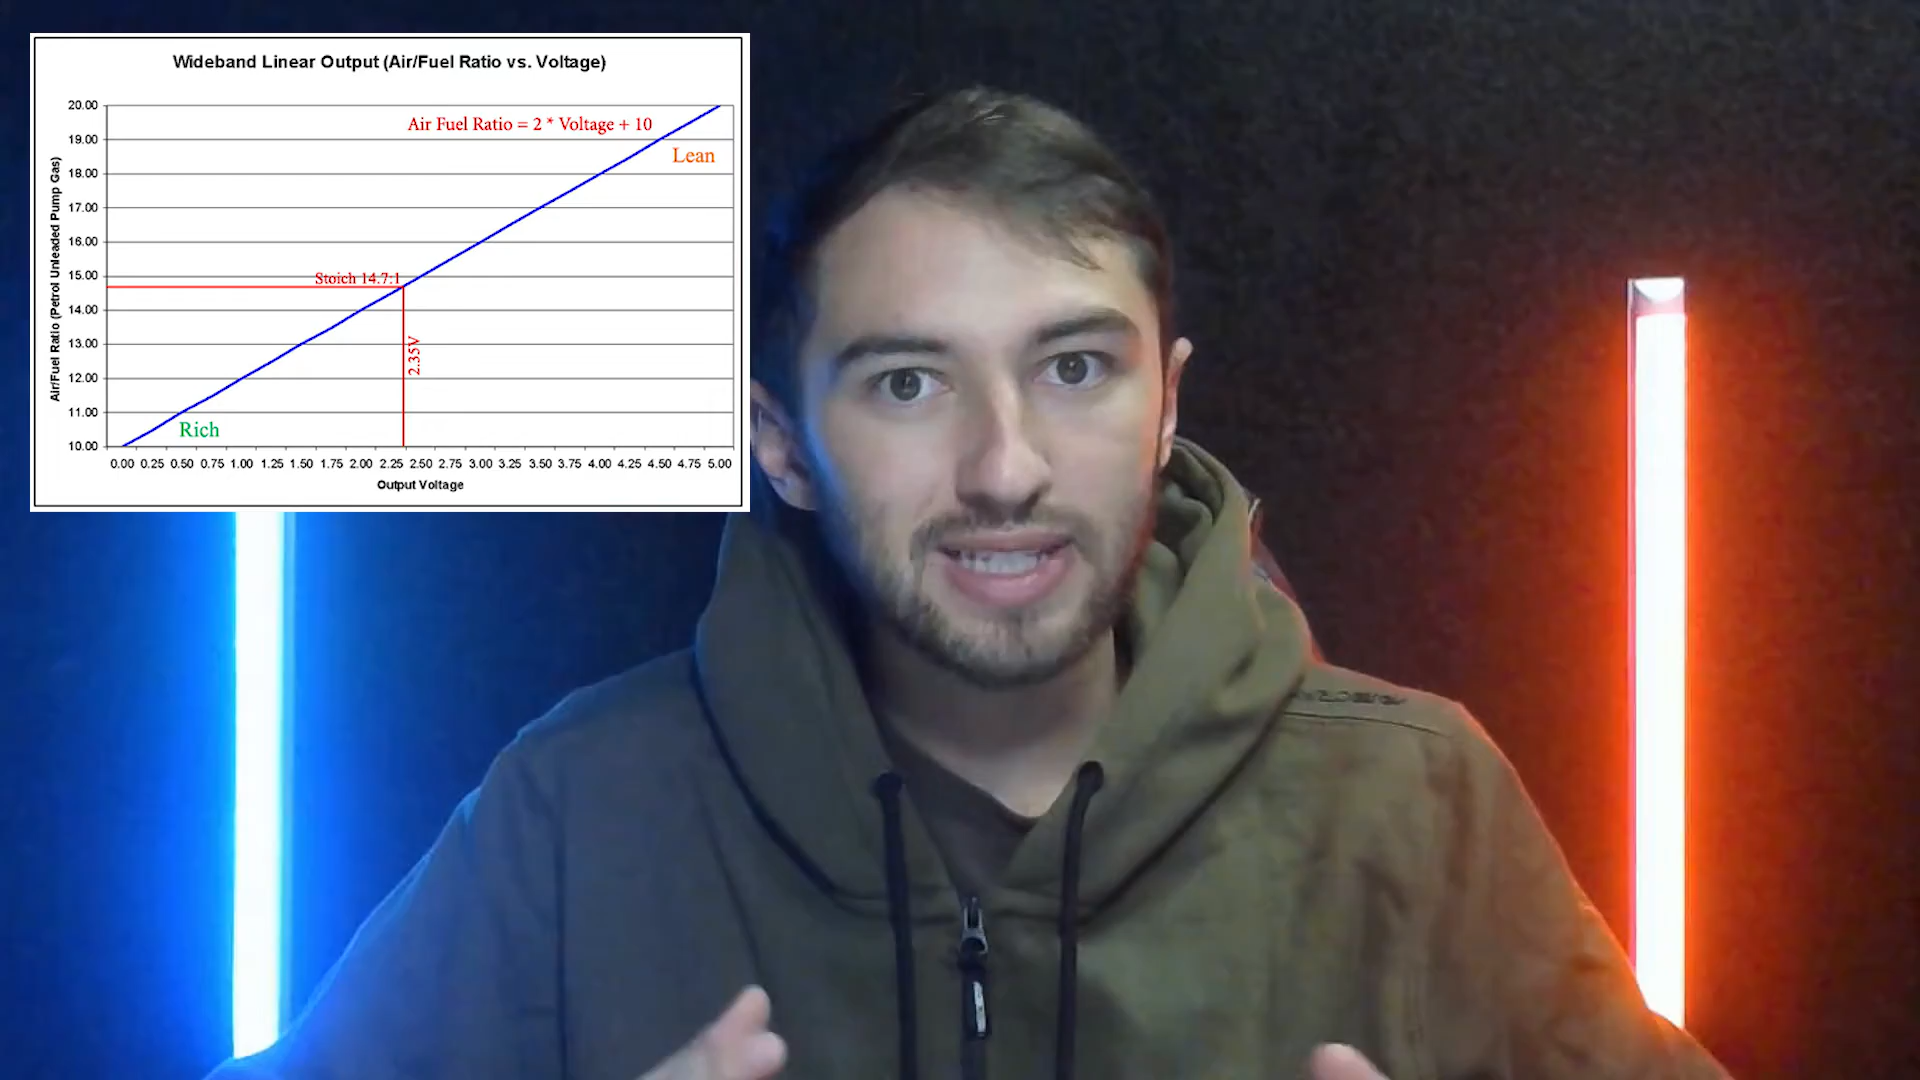 Wideband Linear Output (Air/Fuel Ratio vs. Voltage)
Air/Fuel Ratio (Petrol Unleaded Pump Gas)
20.00
19.00
18.00
17.00
16.00
15.00
14.00
13.00
12.00
11.00
10.00
Air Fuel Ratio = 2 * Voltage + 10
Lean
Stoich 14.7:1
2.35V
Rich
0.00 0.25 0.50 0.75 1.00 1.25 1.50 1.75 2.00 2.25 2.50 2.75 3.00 3.25 3.50 3.75 4.00 4.25 4.50 4.75 5.00
Output Voltage